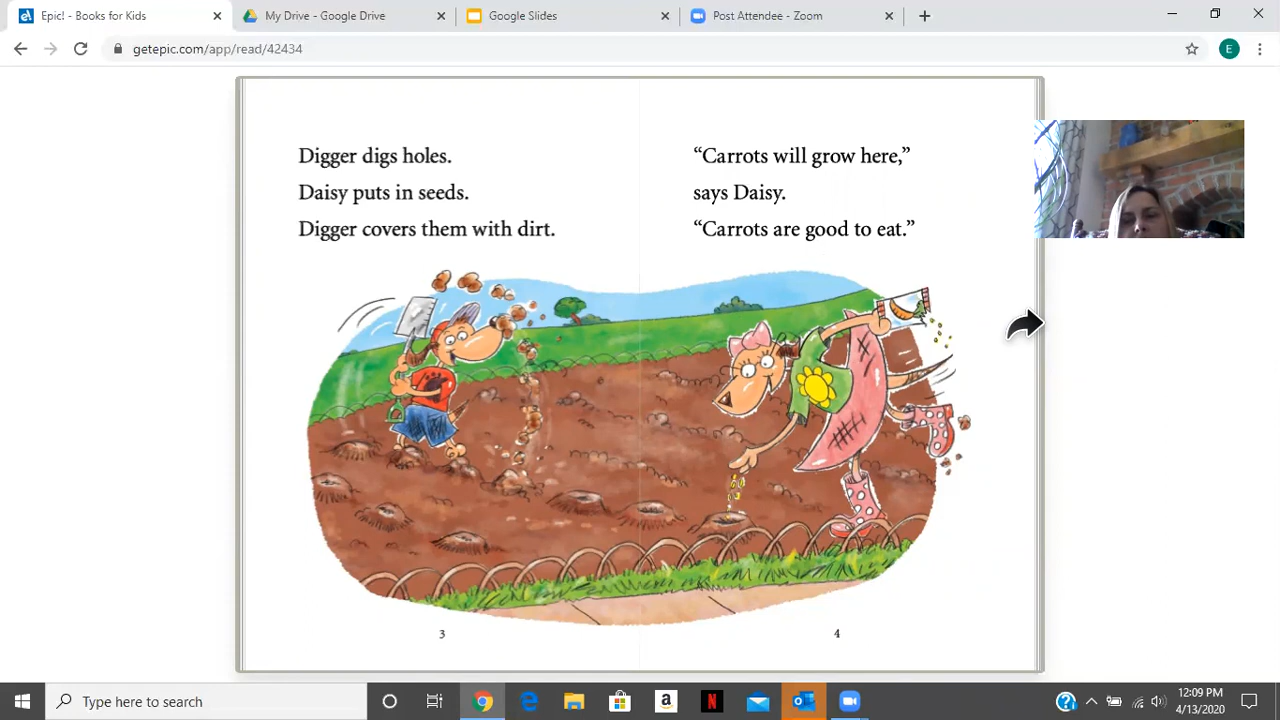 Epic! - Books for Kids
My Drive - Google Drive
Google Slides
Post Attendee - Zoom
getepic.com/app/read/42434
E
Digger digs holes.
Daisy puts in seeds.
Digger covers them with dirt.
“Carrots will grow here,”
says Daisy.
“Carrots are good to eat.”
3
4
Type here to search
12:09 PM
4/13/2020